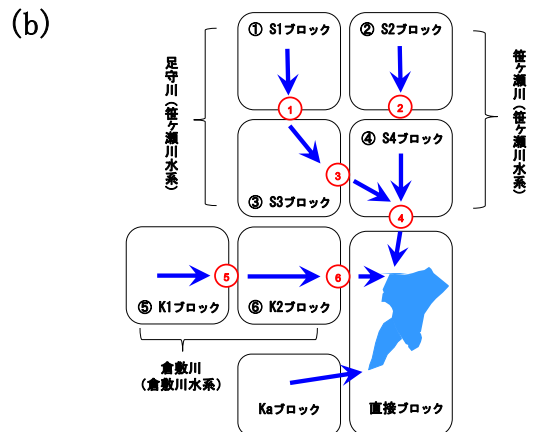 (b)
① S1ブロック
② S2ブロック
足守川(笹ヶ瀬川水系)
笹ヶ瀬川(笹ヶ瀬川水系)
1
2
④ S4ブロック
3
③ S3ブロック
4
5
6
⑤ K1ブロック
⑥ K2ブロック
倉敷川
(倉敷川水系)
Kaブロック
直接ブロック